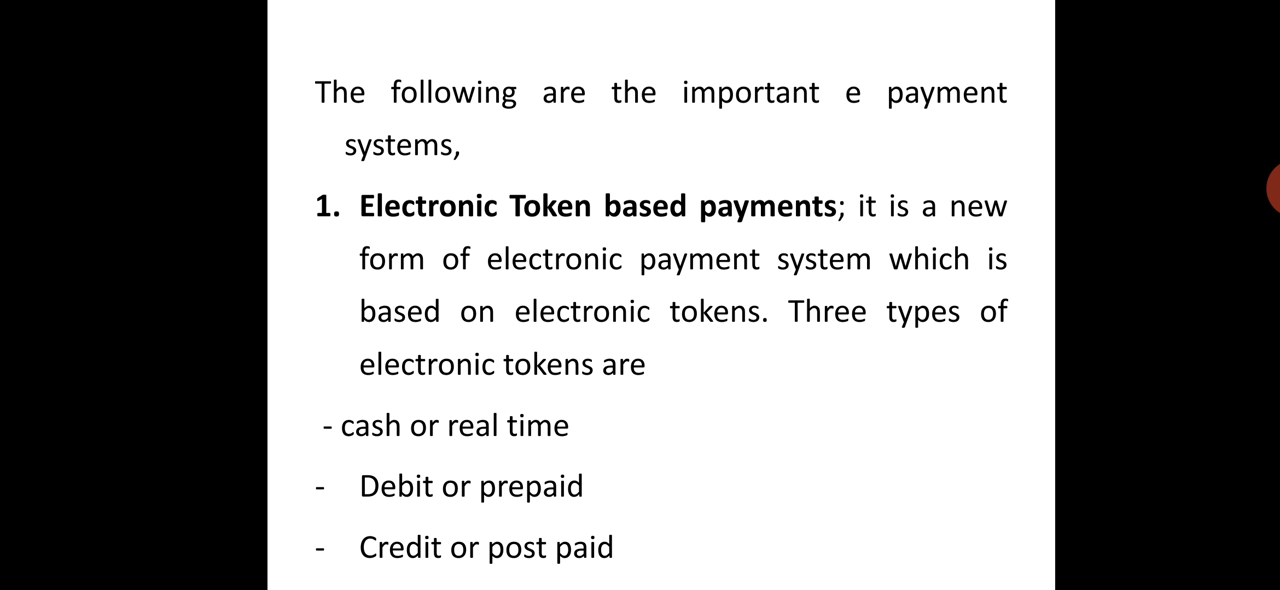 The following are the important e payment
systems,
1. Electronic Token based payments; it is a new
form of electronic payment system which is
based on electronic tokens. Three types of
electronic tokens are
- cash or real time
- Debit or prepaid
- Credit or post paid